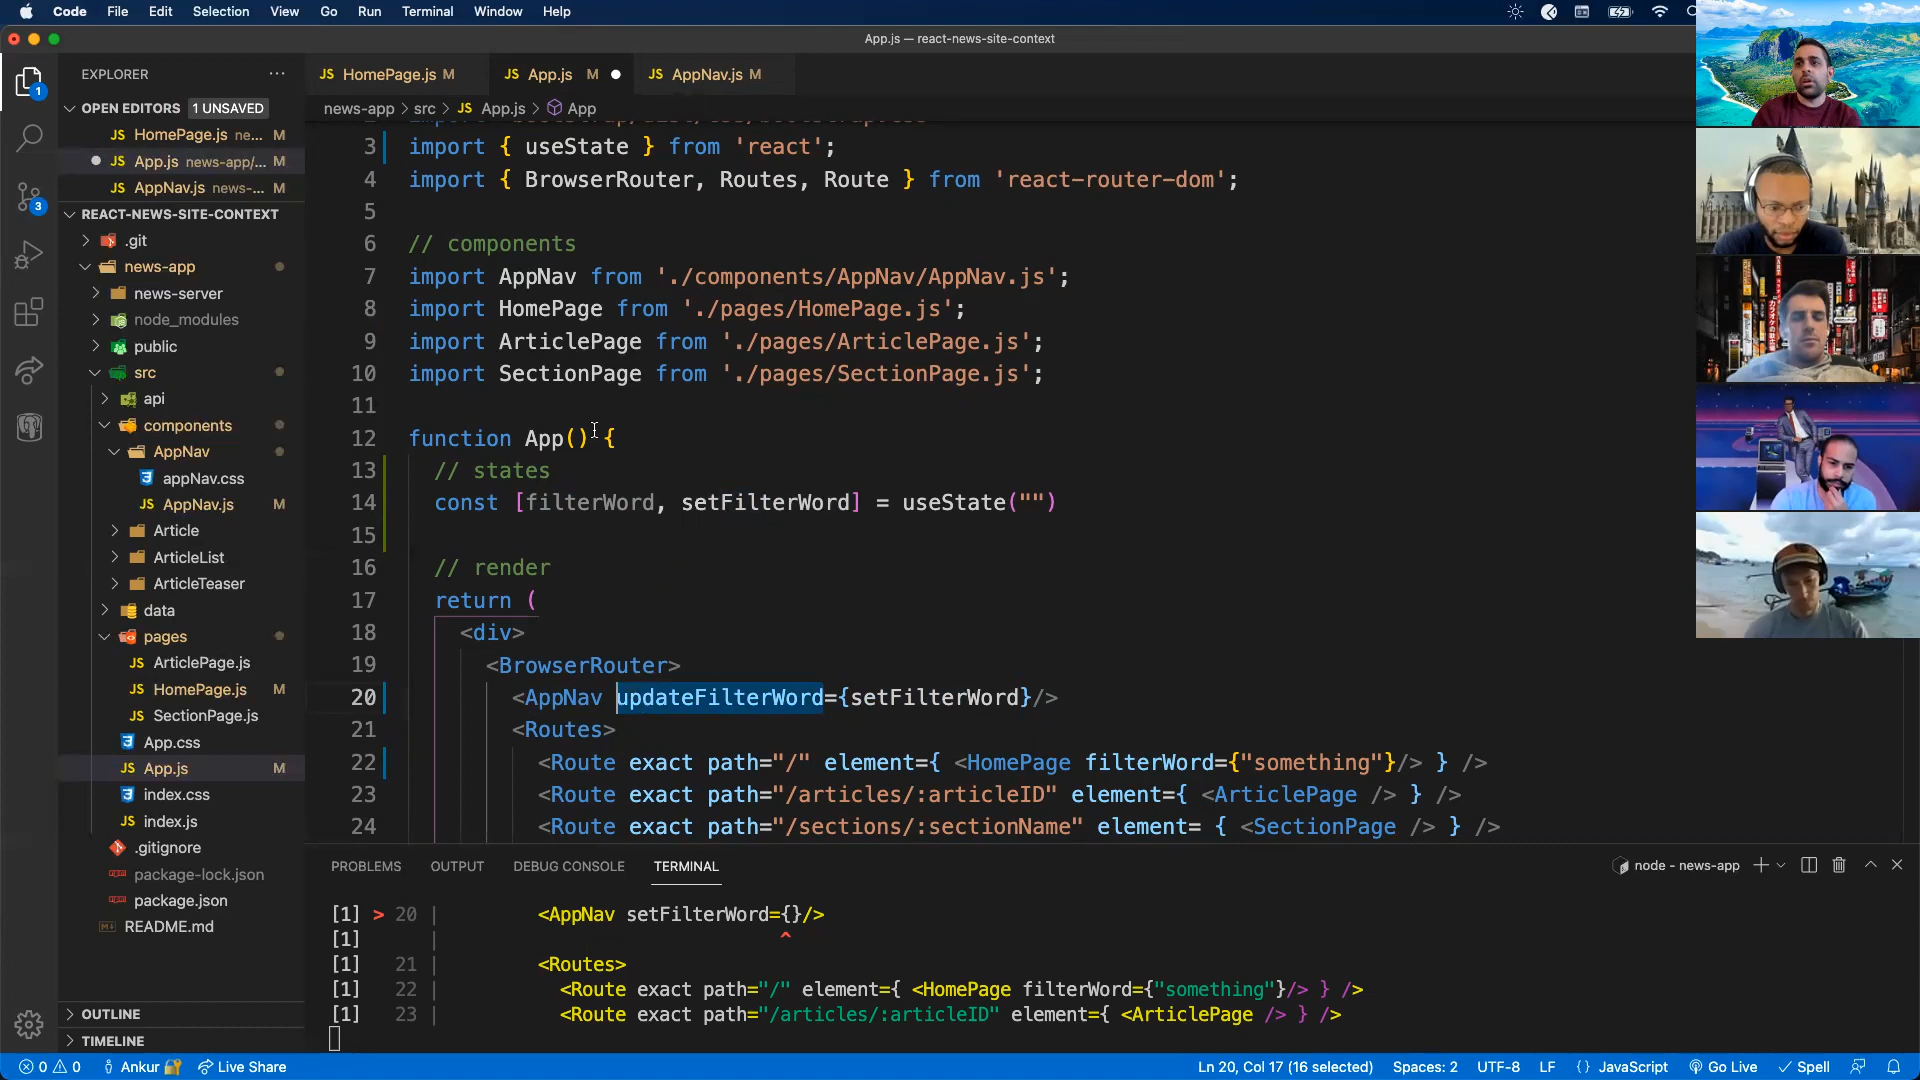 Code File Edit Selection View Go Run Terminal Window Help
App.js — react-news-site-context
EXPLORER
OPEN EDITORS 1 UNSAVED
HomePage.js ne... M
App.js news-app/... M
AppNav.js news-... M
REACT-NEWS-SITE-CONTEXT
.git
news-app
news-server
node_modules
public
src
api
components
AppNav
appNav.css
AppNav.js M
Article
ArticleList
ArticleTeaser
data
pages
ArticlePage.js
HomePage.js M
SectionPage.js
App.css
App.js M
index.css
index.js
.gitignore
package-lock.json
package.json
README.md
OUTLINE
TIMELINE
1
3
JS HomePage.js M JS App.js M JS AppNav.js M
news-app > src > JS App.js > App
3 import { useState } from 'react';
4 import { BrowserRouter, Routes, Route } from 'react-router-dom';
5
6 // components
7 import AppNav from './components/AppNav/AppNav.js';
8 import HomePage from './pages/HomePage.js';
9 import ArticlePage from './pages/ArticlePage.js';
10 import SectionPage from './pages/SectionPage.js';
11
12 function App() {
13 // states
14 const [filterWord, setFilterWord] = useState("")
15
16 // render
17 return (
18 <div>
19 <BrowserRouter>
20 <AppNav updateFilterWord={setFilterWord}/>
21 <Routes>
22 <Route exact path="/" element={ <HomePage filterWord={"something"}/> } />
23 <Route exact path="/articles/:articleID" element={ <ArticlePage /> } />
24 <Route exact path="/sections/:sectionName" element= { <SectionPage /> } />
PROBLEMS OUTPUT DEBUG CONSOLE TERMINAL
node - news-app
[1] > 20 | <AppNav setFilterWord={}/>
[1] | ^
[1] 21 | <Routes>
[1] 22 | <Route exact path="/" element={ <HomePage filterWord={"something"}/> } />
[1] 23 | <Route exact path="/articles/:articleID" element={ <ArticlePage /> } />
0 0 Ankur Live Share Ln 20, Col 17 (16 selected) Spaces: 2 UTF-8 LF {} JavaScript Go Live Spell